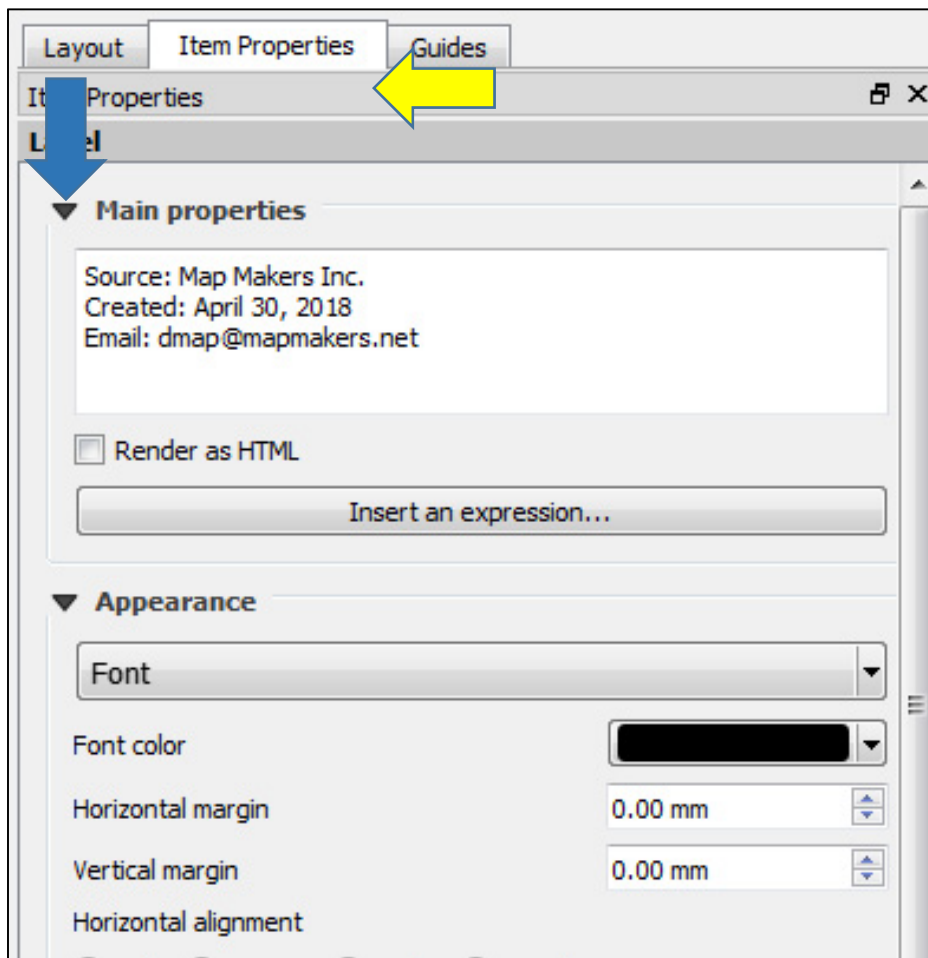 Layout Item Properties Guides
Properties
Main properties
Source: Map Makers Inc.
Created: April 30, 2018
Email: dmap@mapmakers.net
Render as HTML
Insert an expression...
Appearance
Font
Font color
Horizontal margin 0.00 mm
Vertical margin 0.00 mm
Horizontal alignment